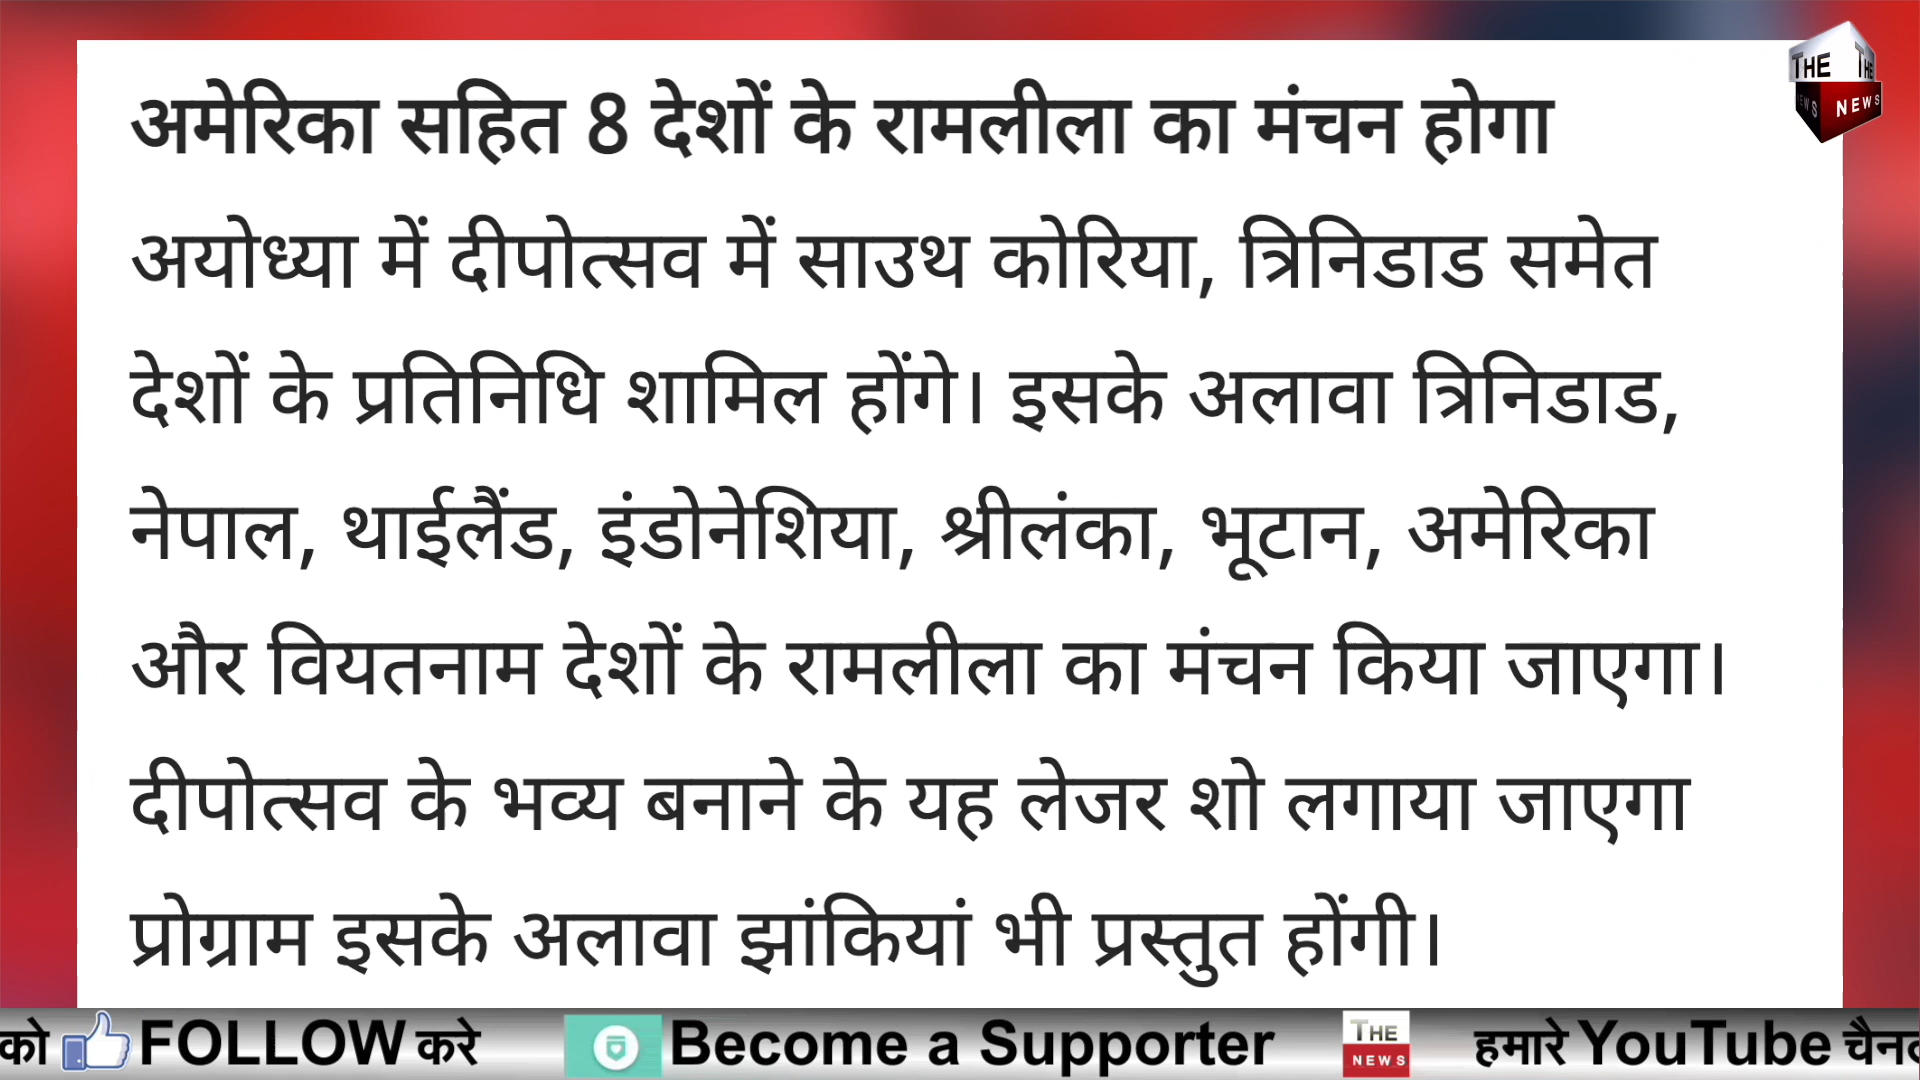 THE THE
EWS NEWS
अमेरिका सहित 8 देशों के रामलीला का मंचन होगा
अयोध्या में दीपोत्सव में साउथ कोरिया, त्रिनिडाड समेत
देशों के प्रतिनिधि शामिल होंगे। इसके अलावा त्रिनिडाड,
नेपाल, थाईलैंड, इंडोनेशिया, श्रीलंका, भूटान, अमेरिका
और वियतनाम देशों के रामलीला का मंचन किया जाएगा।
दीपोत्सव के भव्य बनाने के यह लेजर शो लगाया जाएगा
प्रोग्राम इसके अलावा झांकियां भी प्रस्तुत होंगी।
को FOLLOW करे Become a Supporter THE NEWS हमारे YouTube